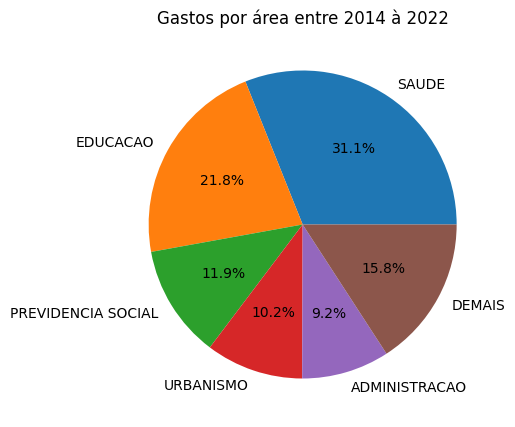 Gastos por área entre 2014 à 2022
SAUDE
31.1%
EDUCACAO
21.8%
PREVIDENCIA SOCIAL
11.9%
URBANISMO
10.2%
ADMINISTRACAO
9.2%
DEMAIS
15.8%